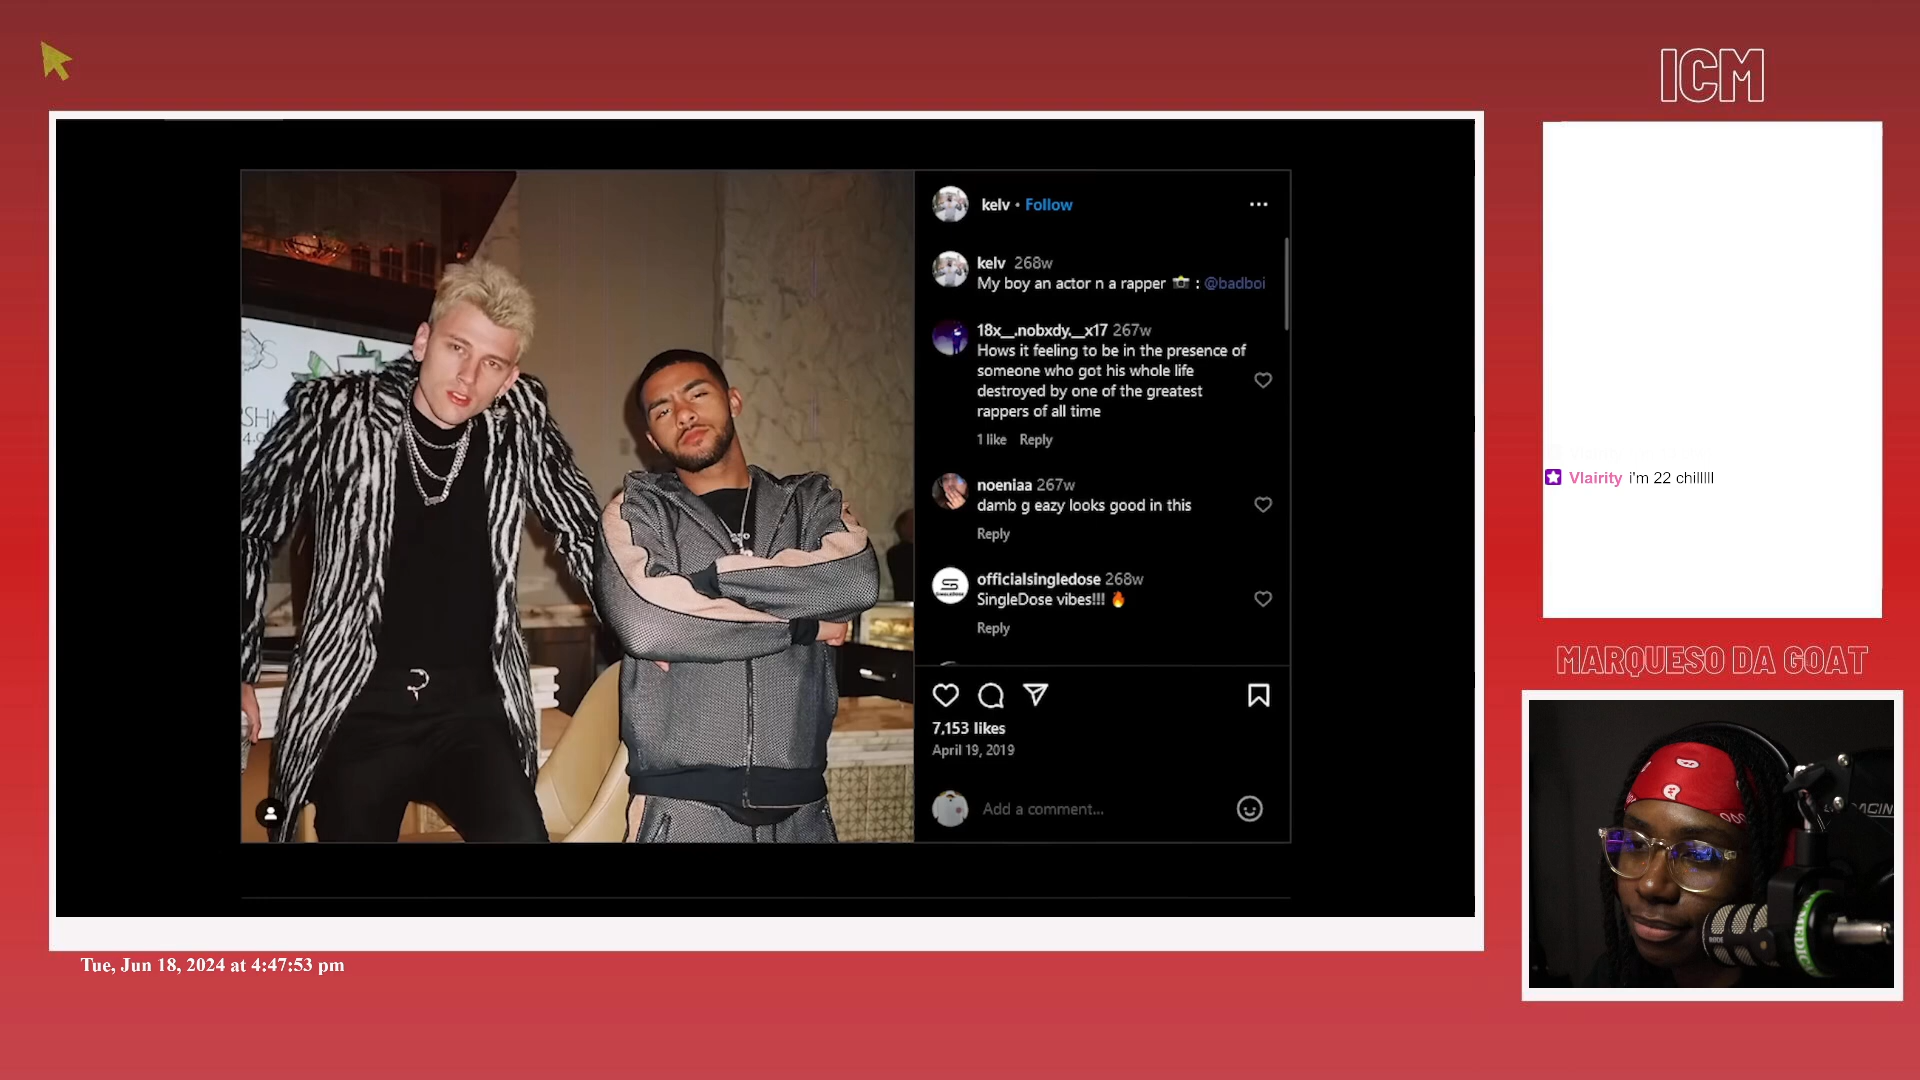 ICM
kelv • Follow
kelv 268w
My boy an actor n a rapper 📷 : @badboi
18x__.nobxdy.__x17 267w
Hows it feeling to be in the presence of
someone who got his whole life
destroyed by one of the greatest
rappers of all time
1 like Reply
noeniaa 267w
damb g eazy looks good in this
Reply
officialsingledose 268w
SingleDose vibes!!! 🔥
Reply
7,153 likes
April 19, 2019
Add a comment...
Vlairity i'm 22 chilllll
MARQUESO DA GOAT
RODE
Tue, Jun 18, 2024 at 4:47:53 pm